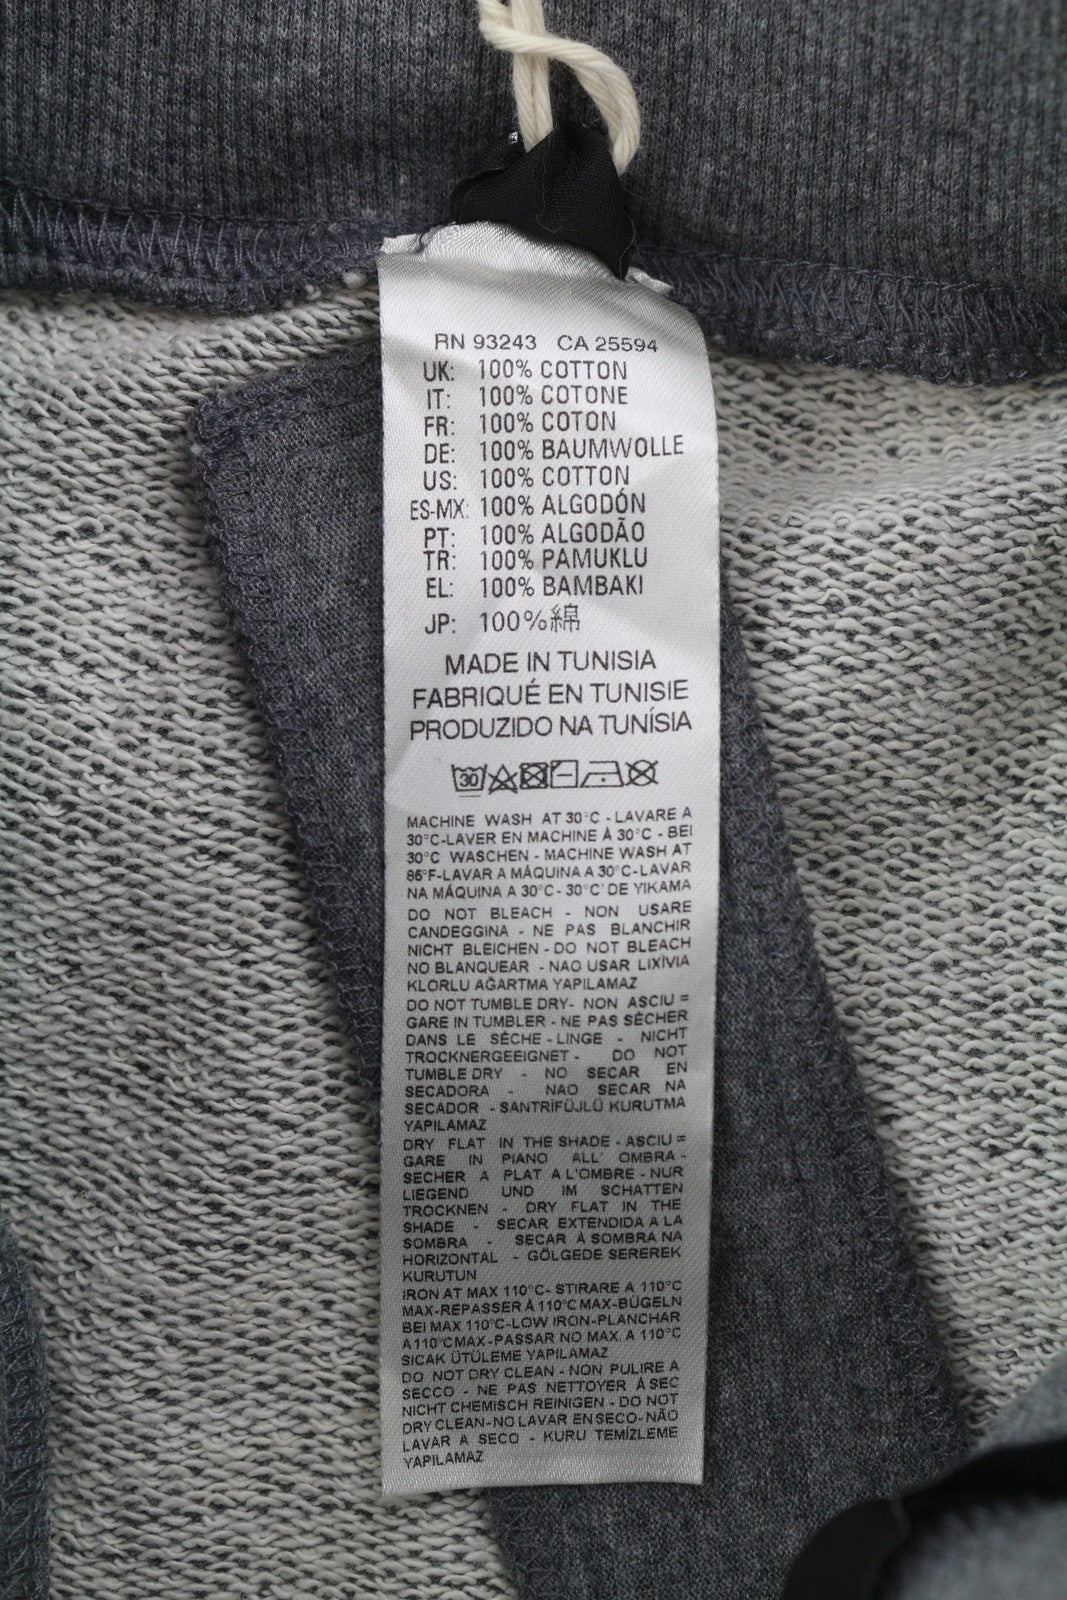 RN 93243 CA 25594
UK: 100% COTTON
IT: 100% COTONE
FR: 100% COTON
DE: 100% BAUMWOLLE
US: 100% COTTON
ES-MX: 100% ALGODÓN
PT: 100% ALGODÃO
TR: 100% PAMUKLU
EL: 100% BAMBAKI
JP: 100%綿
MADE IN TUNISIA
FABRIQUÉ EN TUNISIE
PRODUZIDO NA TUNÍSIA
30
MACHINE WASH AT 30°C - LAVARE A
30°C-LAVER EN MACHINE À 30°C - BEI
30°C WASCHEN - MACHINE WASH AT
86°F-LAVAR A MÁQUINA A 30°C-LAVAR
NA MÁQUINA A 30°C- 30°C' DE YIKAMA
DO NOT BLEACH - NON USARE
CANDEGGINA - NE PAS BLANCHIR
NICHT BLEICHEN - DO NOT BLEACH
NO BLANQUEAR - NAO USAR LIXÍVIA
KLORLU AĞARTMA YAPILAMAZ
DO NOT TUMBLE DRY- NON ASCIU =
GARE IN TUMBLER - NE PAS SÉCHER
DANS LE SÈCHE - LINGE - NICHT
TROCKNERGEEIGNET - DO NOT
TUMBLE DRY - NO SECAR EN
SECADORA - NAO SECAR NA
SECADOR - SANTRİFÜJLÜ KURUTMA
YAPILAMAZ
DRY FLAT IN THE SHADE - ASCIU =
GARE IN PIANO ALL' OMBRA -
SECHER A PLAT A L'OMBRE - NUR
LIEGEND UND IM SCHATTEN
TROCKNEN - DRY FLAT IN THE
SHADE - SECAR EXTENDIDA A LA
SOMBRA - SECAR À SOMBRA NA
HORIZONTAL - GÖLGEDE SEREREK
KURUTUN
IRON AT MAX 110°C- STIRARE A 110°C
MAX-REPASSER À 110°C MAX-BÜGELN
BEI MAX 110°C-LOW IRON-PLANCHAR
A 110°C MAX-PASSAR NO MAX. A 110°C
SICAK ÜTÜLEME YAPILAMAZ
DO NOT DRY CLEAN - NON PULIRE A
SECCO - NE PAS NETTOYER À SEC
NICHT CHEMISCH REINIGEN - DO NOT
DRY CLEAN-NO LAVAR EN SECO-NÃO
LAVAR A SECO - KURU TEMİZLEME
YAPILAMAZ